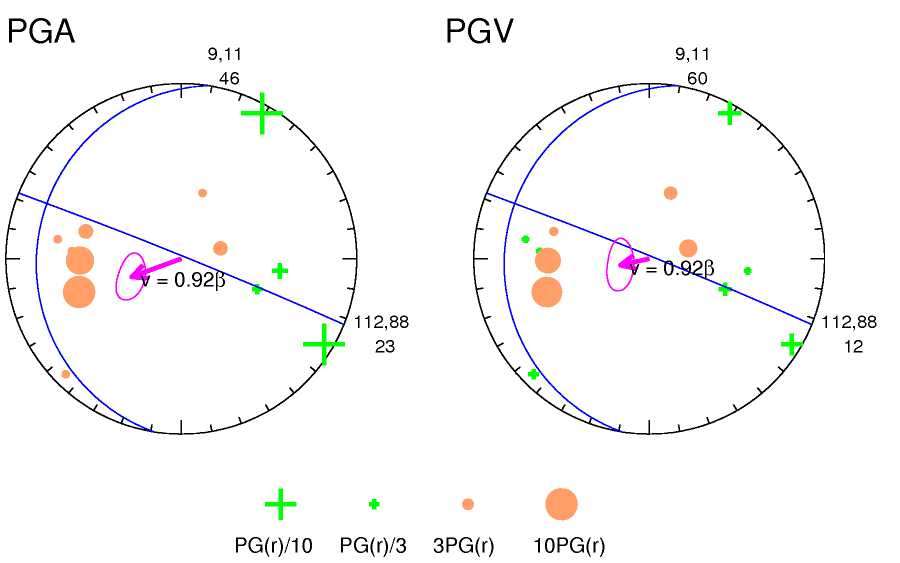 PGA
PGV
9,11
46
9,11
60
v = 0.92β
v = 0.92β
112,88
23
112,88
12
PG(r)/10
PG(r)/3
3PG(r)
10PG(r)